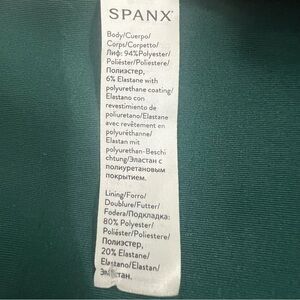 SPANX
Body/Cuerpo/
Corps/Corpetto/
Лиф: 94%Polyester/
Poliéster/Poliestere/
Полиэстер,
6% Elastane with
polyurethane coating/
Elastano con
revestimiento de
poliuretano/Elastane
avec revêtement en
polyuréthanne/
Elastan mit
polyurethan-Beschi
chtung/Эластан с
полиуретановым
покрытием.
Lining/Forro/
Doublure/Futter/
Fodera/Подкладка:
80% Polyester/
Poliéster/Poliestere/
Полиэстер,
20% Elastane/
Elastano/Elastan/
Эластан.